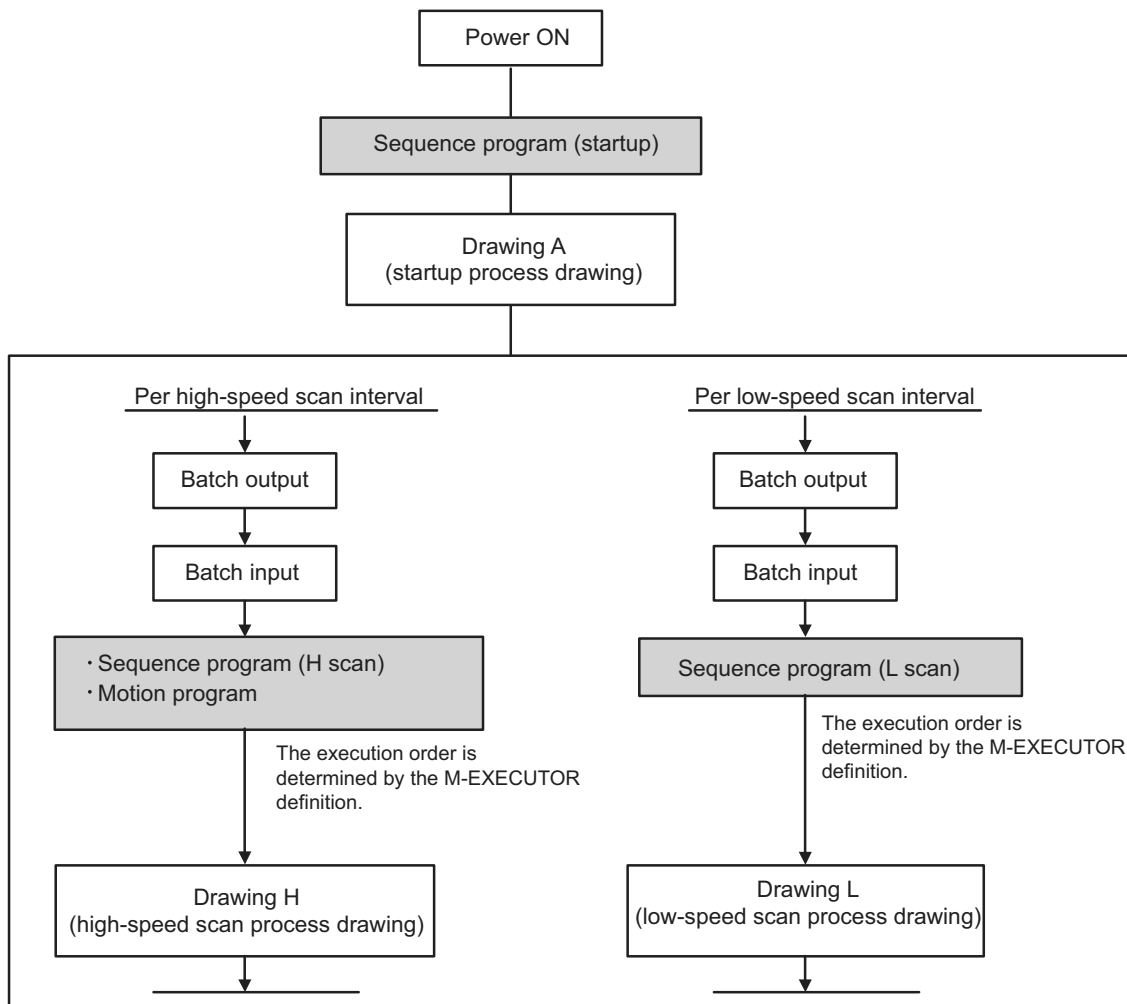 Power ON
Sequence program (startup)
Drawing A
(startup process drawing)
Per high-speed scan interval
Batch output
Batch input
・Sequence program (H scan)
・Motion program
The execution order is
determined by the M-EXECUTOR
definition.
Drawing H
(high-speed scan process drawing)
Per low-speed scan interval
Batch output
Batch input
Sequence program (L scan)
The execution order is
determined by the M-EXECUTOR
definition.
Drawing L
(low-speed scan process drawing)